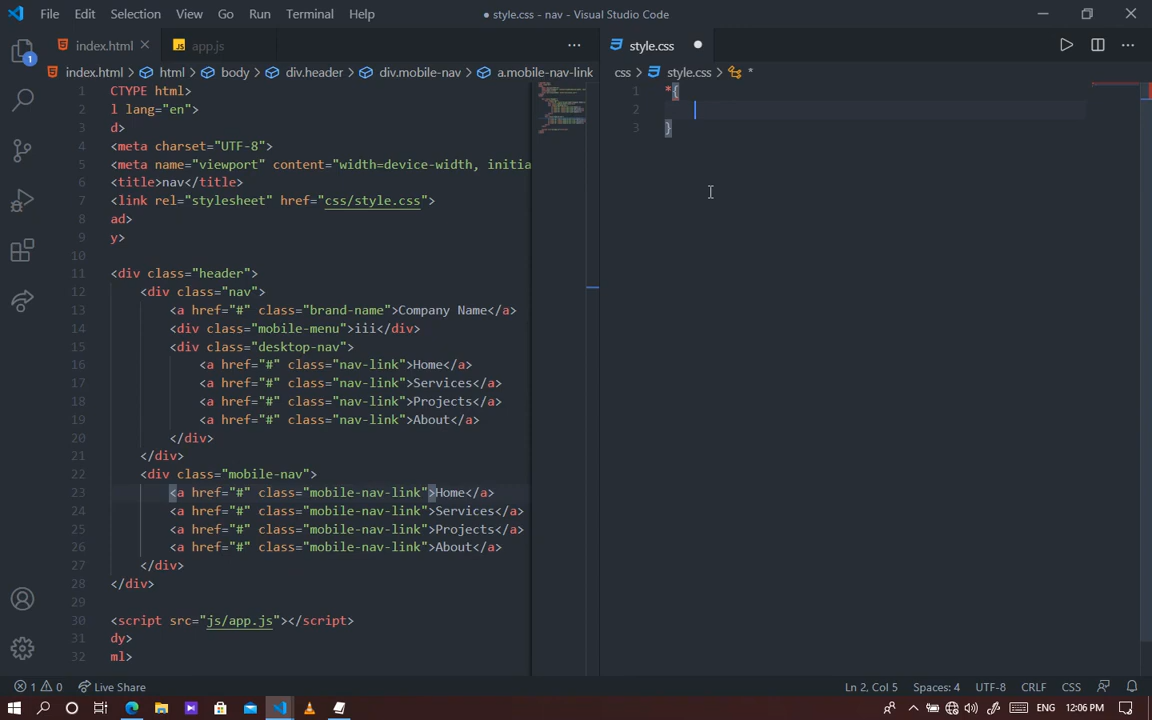 File Edit Selection View Go Run Terminal Help ● style.css - nav - Visual Studio Code
index.html app.js style.css
index.html > html > body > div.header > div.mobile-nav > a.mobile-nav-link
css > style.css > *
1 CTYPE html>
2 l lang="en">
3 d>
4 <meta charset="UTF-8">
5 <meta name="viewport" content="width=device-width, initia
6 <title>nav</title>
7 <link rel="stylesheet" href="css/style.css">
8 ad>
9 y>
10
11 <div class="header">
12 <div class="nav">
13 <a href="#" class="brand-name">Company Name</a>
14 <div class="mobile-menu">iii</div>
15 <div class="desktop-nav">
16 <a href="#" class="nav-link">Home</a>
17 <a href="#" class="nav-link">Services</a>
18 <a href="#" class="nav-link">Projects</a>
19 <a href="#" class="nav-link">About</a>
20 </div>
21 </div>
22 <div class="mobile-nav">
23 <a href="#" class="mobile-nav-link">Home</a>
24 <a href="#" class="mobile-nav-link">Services</a>
25 <a href="#" class="mobile-nav-link">Projects</a>
26 <a href="#" class="mobile-nav-link">About</a>
27 </div>
28 </div>
29
30 <script src="js/app.js"></script>
31 dy>
32 ml>
1 *{
2
3 }
1
1 0 Live Share
Ln 2, Col 5 Spaces: 4 UTF-8 CRLF CSS
ENG 12:06 PM